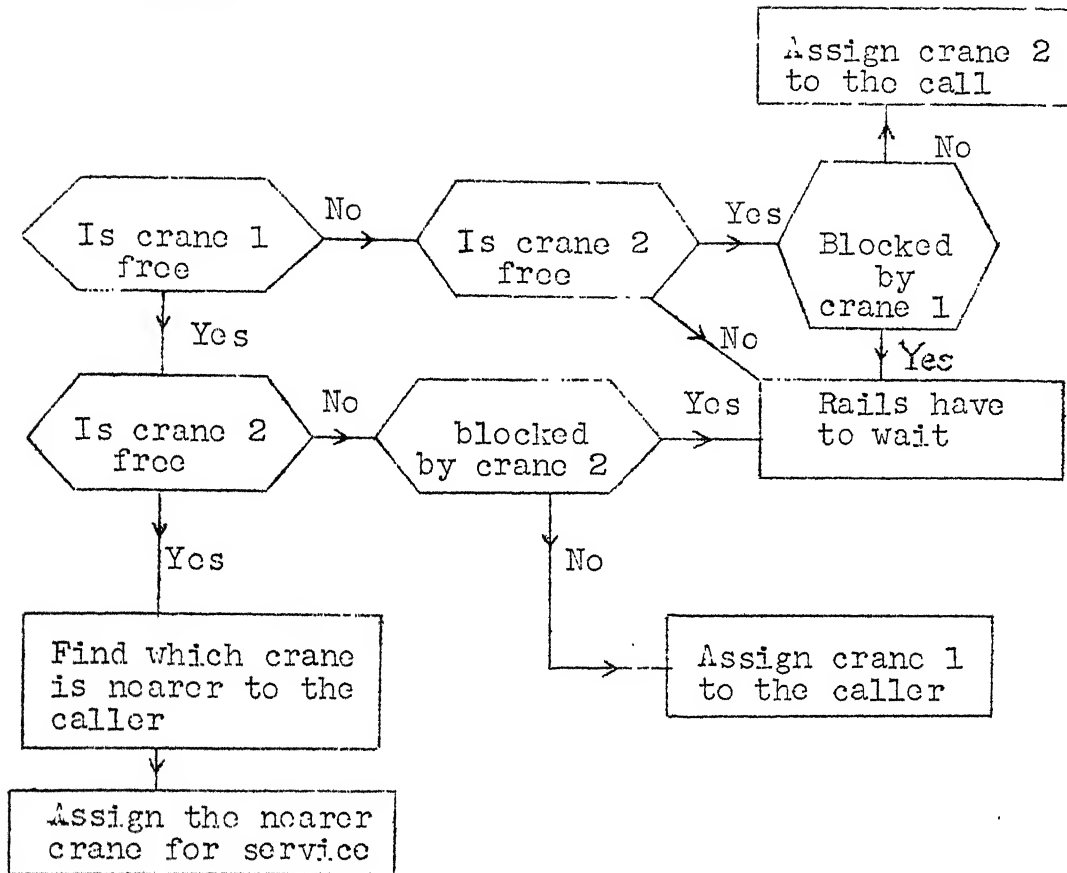 Assign crane 2
to the call
No
Is crane 1
free
No
Is crane 2
free
Yes
Blocked
by
crane 1
Yes
No
Yes
Is crane 2
free
No
blocked
by crane 2
Yes
Rails have
to wait
Yes
No
Find which crane
is nearer to the
caller
Assign crane 1
to the caller
Assign the nearer
crane for service